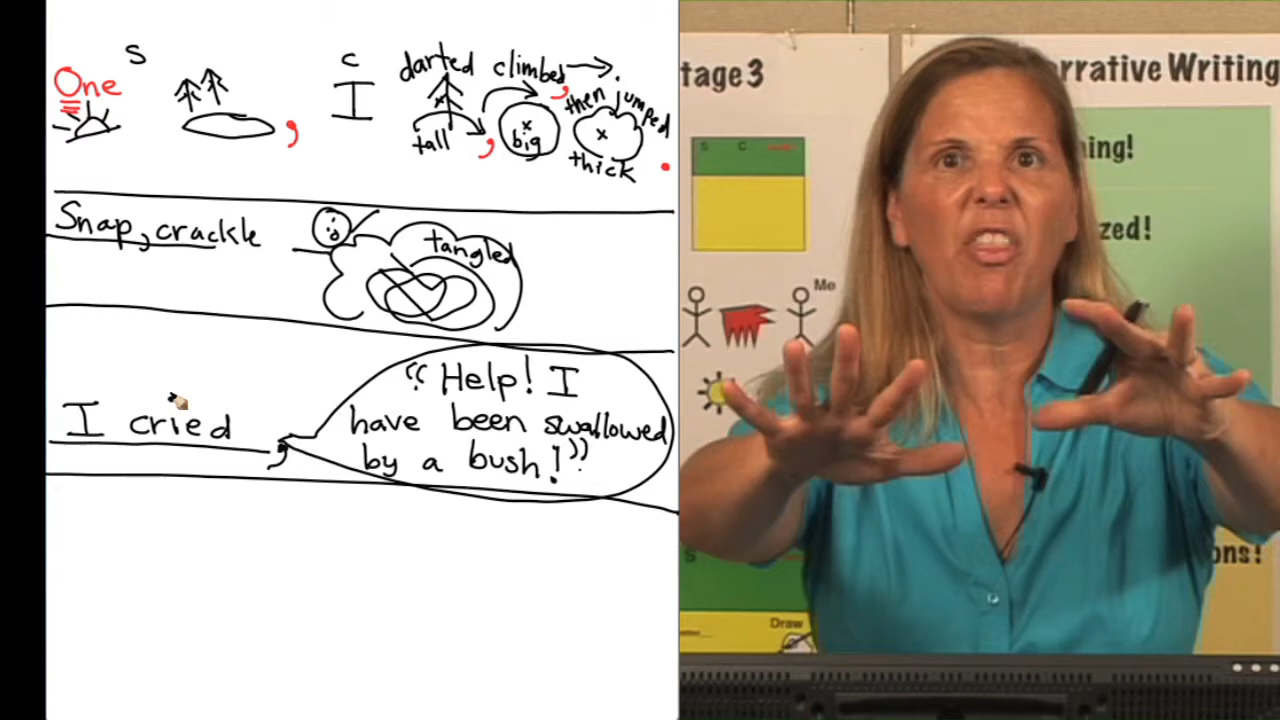 S
One
C
I
darted
climbed,
then jumped
tall
,
big
thick
.
,
Snap, crackle
tangled
I cried,
"Help! I
have been swallowed
by a bush!"
tage 3
arrative Writing
S C
ning!
zed!
Me
S
ons!
Draw